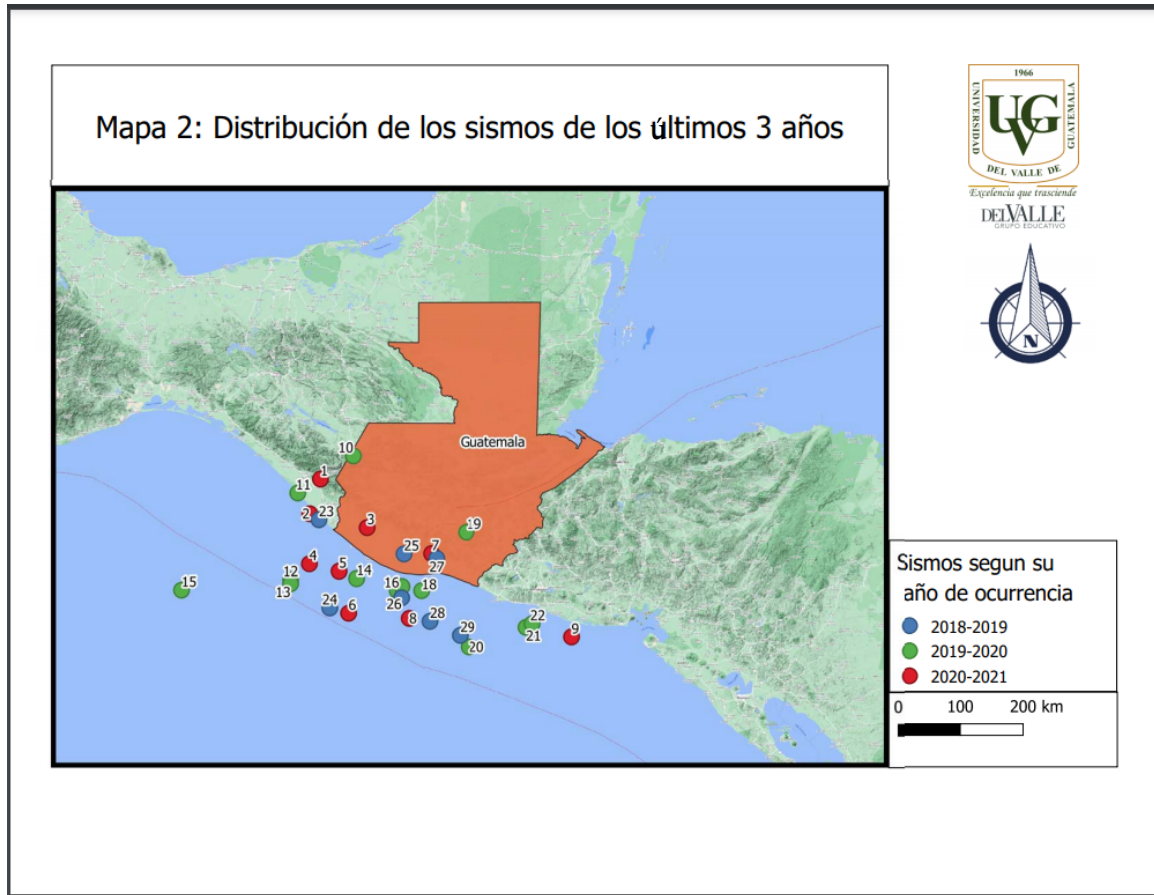 Mapa 2: Distribución de los sismos de los últimos 3 años
1966
UNIVERSIDAD
DEL VALLE DE
GUATEMALA
UVG
Excelencia que trasciende
DELVALLE
GRUPO EDUCATIVO
N
Guatemala
10
1
11
2
23
3
19
25
7
27
4
5
14
12
13
15
16
18
26
24
6
8
28
29
20
22
21
9
Sismos segun su
año de ocurrencia
2018-2019
2019-2020
2020-2021
0 100 200 km